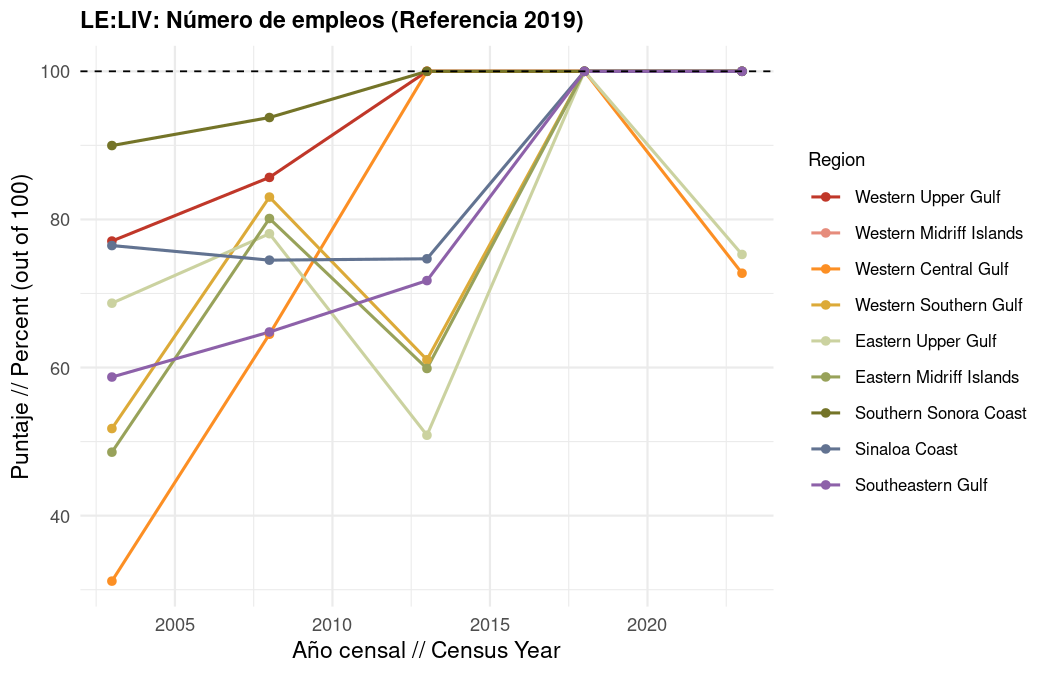 LE:LIV: Número de empleos (Referencia 2019)
Puntaje // Percent (out of 100)
100
80
60
40
2005
2010
2015
2020
Año censal // Census Year
Region
Western Upper Gulf
Western Midriff Islands
Western Central Gulf
Western Southern Gulf
Eastern Upper Gulf
Eastern Midriff Islands
Southern Sonora Coast
Sinaloa Coast
Southeastern Gulf